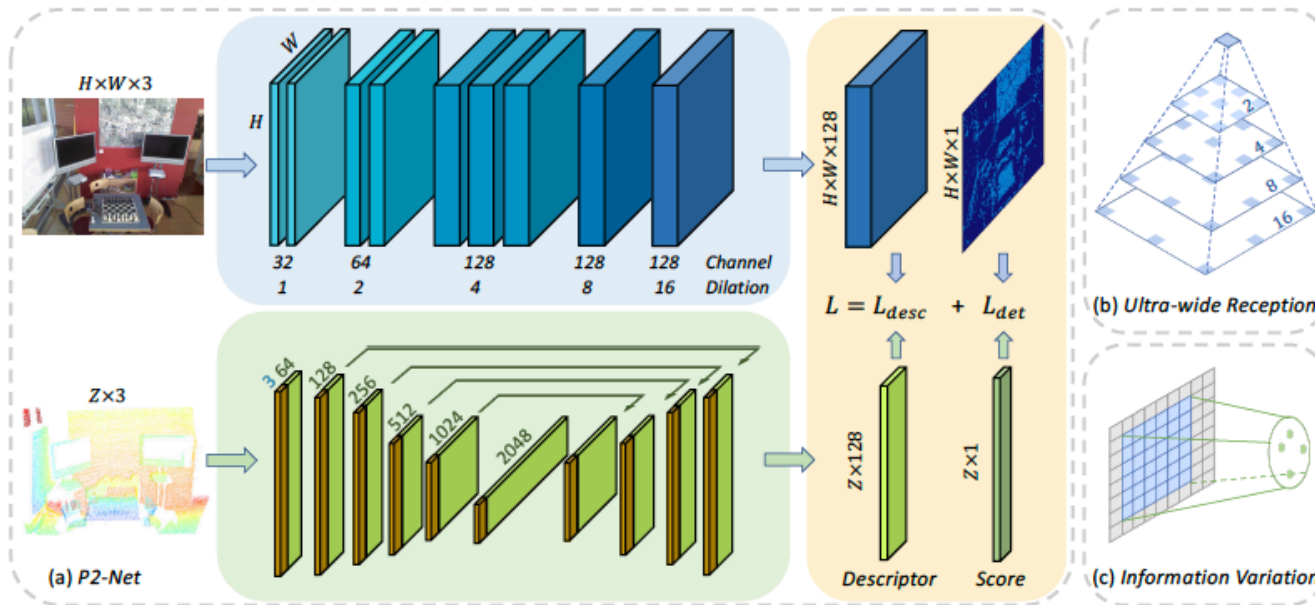 H×W×3
W
H
32 64 128 128 128 Channel
1 2 4 8 16 Dilation
H×W×128
H×W×1
L = L_desc + L_det
Z×3
3 64
128
256
512
1024
2048
Z×128
Z×1
Descriptor Score
(a) P2-Net
2
4
8
16
(b) Ultra-wide Reception
(c) Information Variation